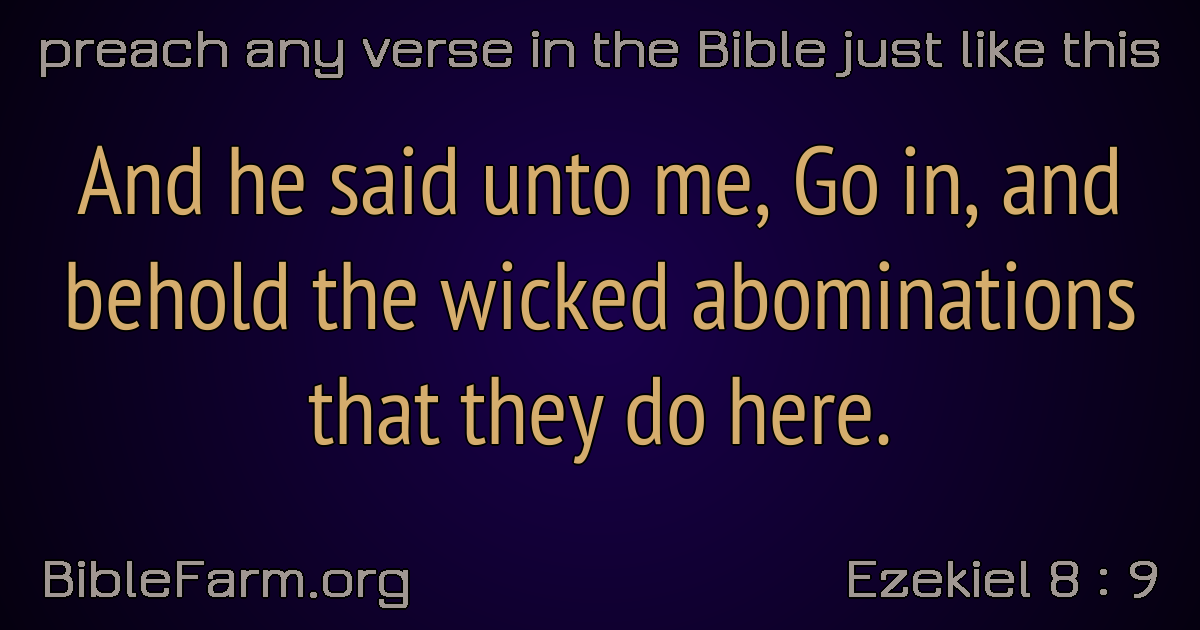 preach any verse in the Bible just like this
And he said unto me, Go in, and
behold the wicked abominations
that they do here.
BibleFarm.org
Ezekiel 8 : 9